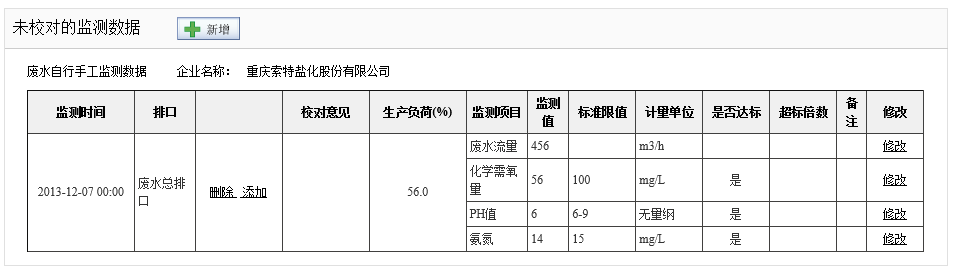 未校对的监测数据 新增
废水自行手工监测数据 企业名称： 重庆索特盐化股份有限公司
监测时间 排口 校对意见 生产负荷(%) 监测项目 监测值 标准限值 计量单位 是否达标 超标倍数 备注 修改
2013-12-07 00:00 废水总排口 删除 添加 56.0
废水流量 456 m3/h 修改
化学需氧量 56 100 mg/L 是 修改
PH值 6 6-9 无量纲 是 修改
氨氮 14 15 mg/L 是 修改